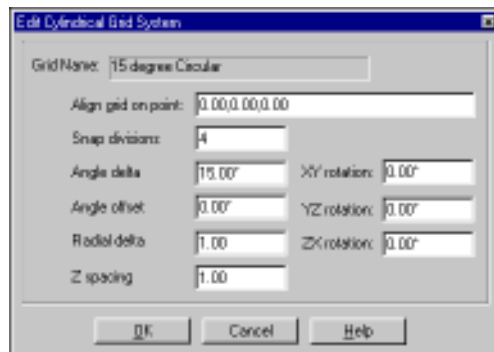 Edit Cylindrical Grid System
Grid Name: 15 degree Circular
Align grid on point: 0.00,0.00,0.00
Snap divisions: 4
Angle delta 15.00° XY rotation: 0.00°
Angle offset 0.00° YZ rotation: 0.00°
Radial delta 1.00 ZX rotation: 0.00°
Z spacing 1.00
OK Cancel Help